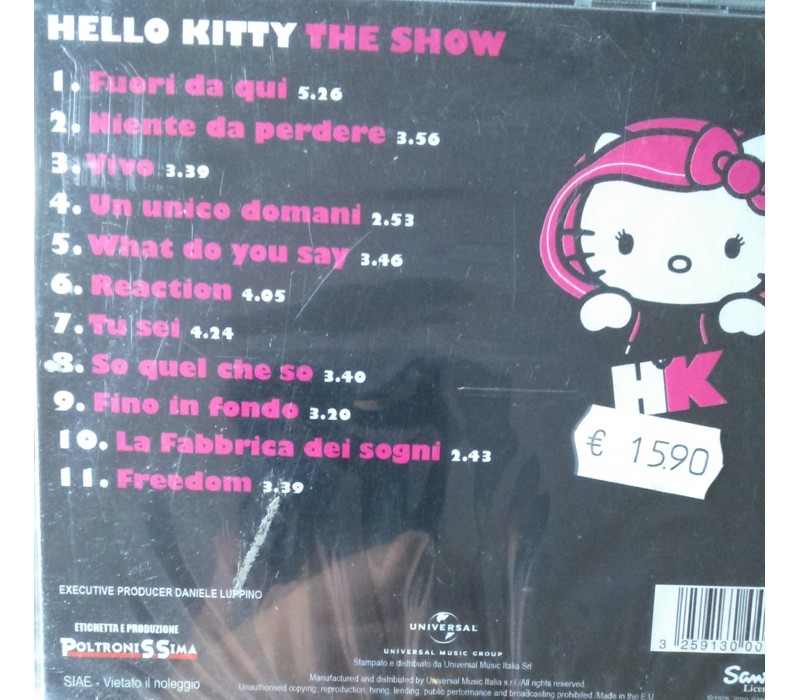 HELLO KITTY THE SHOW
1. Fuori da qui 5.26
2. Niente da perdere 3.56
3. Vivo 3.39
4. Un unico domani 2.53
5. What do you say 3.46
6. Reaction 4.05
7. Tu sei 4.24
8. So quel che so 3.40
9. Fino in fondo 3.20
10. La Fabbrica dei sogni 2.43
11. Freedom 3.39
HK
€ 15.90
EXECUTIVE PRODUCER DANIELE LUPPINO
ETICHETTA E PRODUZIONE
POLTRONISSIMA
SIAE - Vietato il noleggio
UNIVERSAL
UNIVERSAL MUSIC GROUP
Stampato e distribuito da Universal Music Italia Srl
Manufactured and distributed by Universal Music Italia s.r.l./All rights reserved.
Unauthorised copying, reproduction, hiring, lending, public performance and broadcasting prohibited./Made in the E.U.
3 259130 00
San
Licen